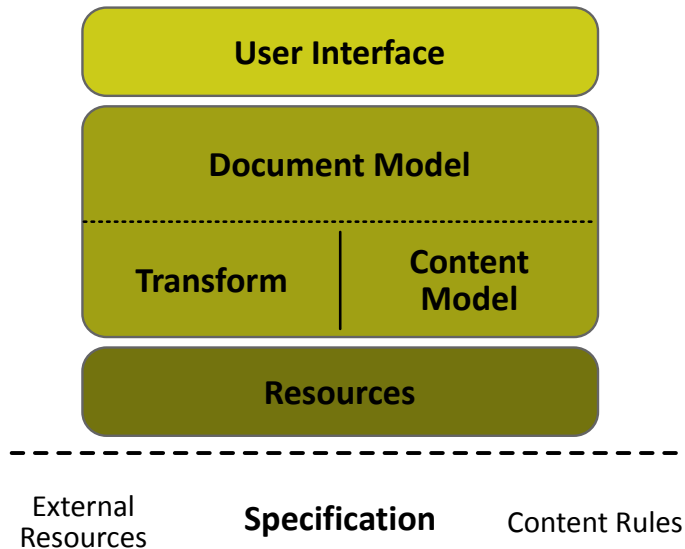 User Interface
Document Model
Transform
Content
Model
Resources
External
Resources
Specification
Content Rules